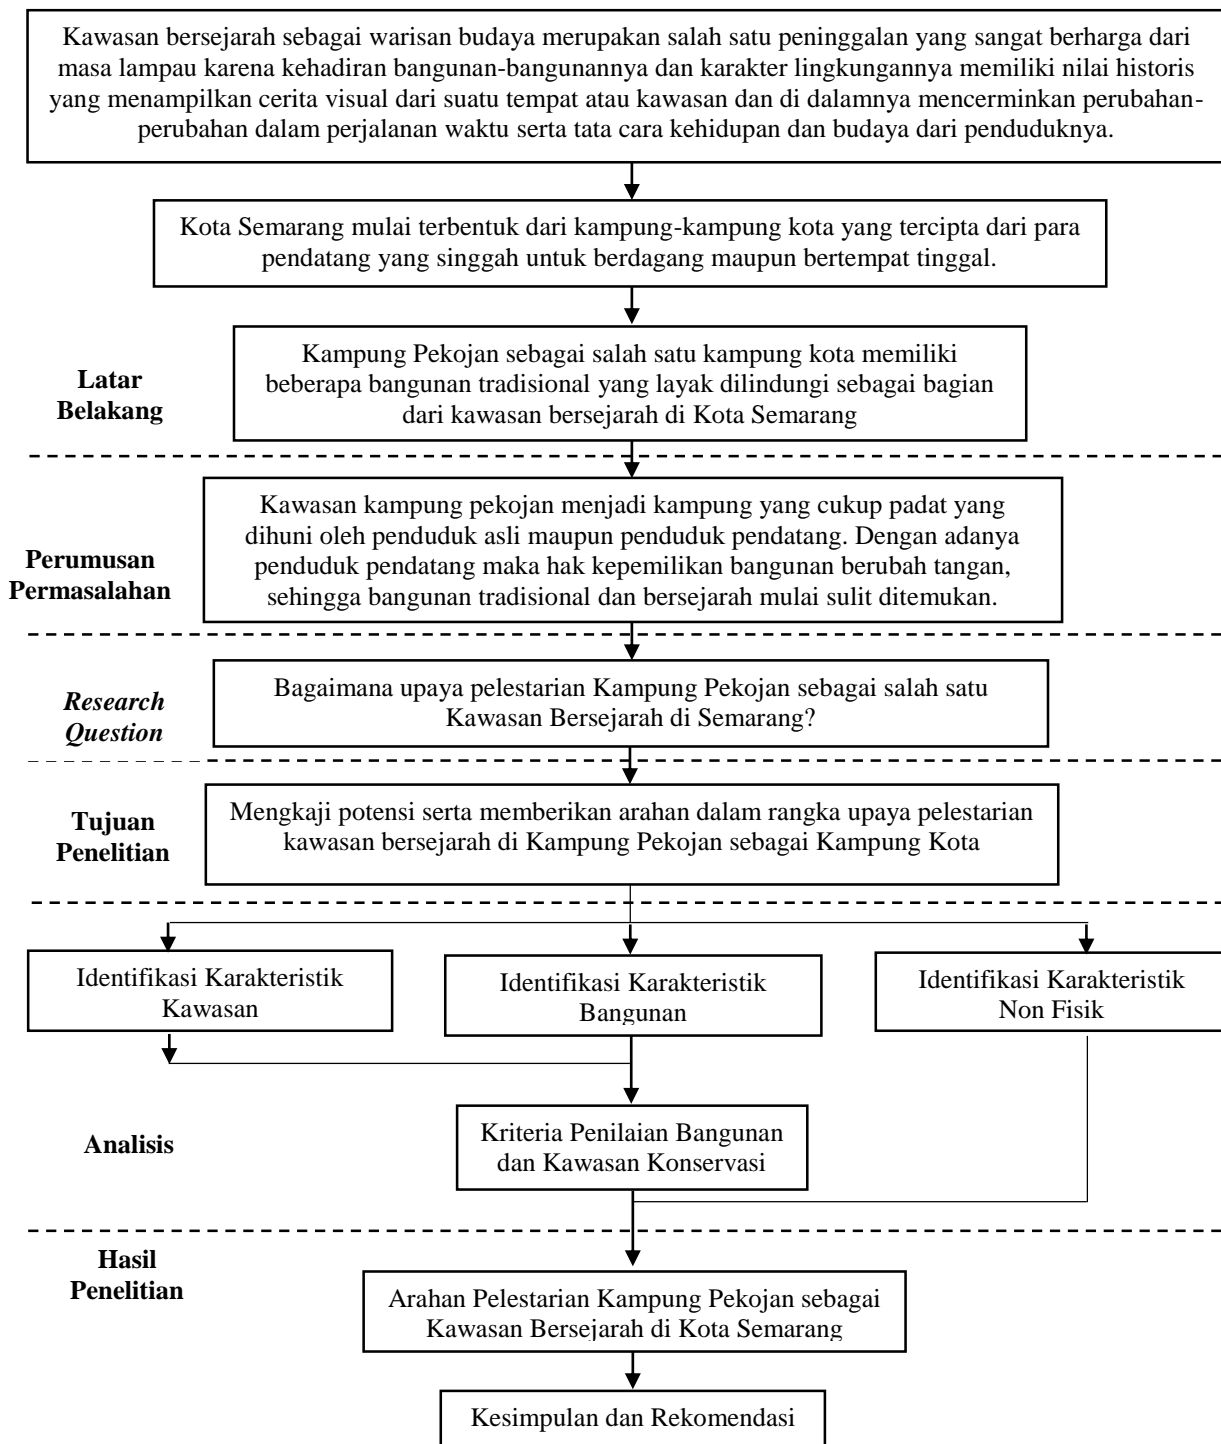 Kawasan bersejarah sebagai warisan budaya merupakan salah satu peninggalan yang sangat berharga dari
masa lampau karena kehadiran bangunan-bangunannya dan karakter lingkungannya memiliki nilai historis
yang menampilkan cerita visual dari suatu tempat atau kawasan dan di dalamnya mencerminkan perubahan-
perubahan dalam perjalanan waktu serta tata cara kehidupan dan budaya dari penduduknya.
Kota Semarang mulai terbentuk dari kampung-kampung kota yang tercipta dari para
pendatang yang singgah untuk berdagang maupun bertempat tinggal.
Latar
Belakang
Kampung Pekojan sebagai salah satu kampung kota memiliki
beberapa bangunan tradisional yang layak dilindungi sebagai bagian
dari kawasan bersejarah di Kota Semarang
Perumusan
Permasalahan
Kawasan kampung pekojan menjadi kampung yang cukup padat yang
dihuni oleh penduduk asli maupun penduduk pendatang. Dengan adanya
penduduk pendatang maka hak kepemilikan bangunan berubah tangan,
sehingga bangunan tradisional dan bersejarah mulai sulit ditemukan.
Research
Question
Bagaimana upaya pelestarian Kampung Pekojan sebagai salah satu
Kawasan Bersejarah di Semarang?
Tujuan
Penelitian
Mengkaji potensi serta memberikan arahan dalam rangka upaya pelestarian
kawasan bersejarah di Kampung Pekojan sebagai Kampung Kota
Identifikasi Karakteristik
Kawasan
Identifikasi Karakteristik
Bangunan
Identifikasi Karakteristik
Non Fisik
Analisis
Kriteria Penilaian Bangunan
dan Kawasan Konservasi
Hasil
Penelitian
Arahan Pelestarian Kampung Pekojan sebagai
Kawasan Bersejarah di Kota Semarang
Kesimpulan dan Rekomendasi